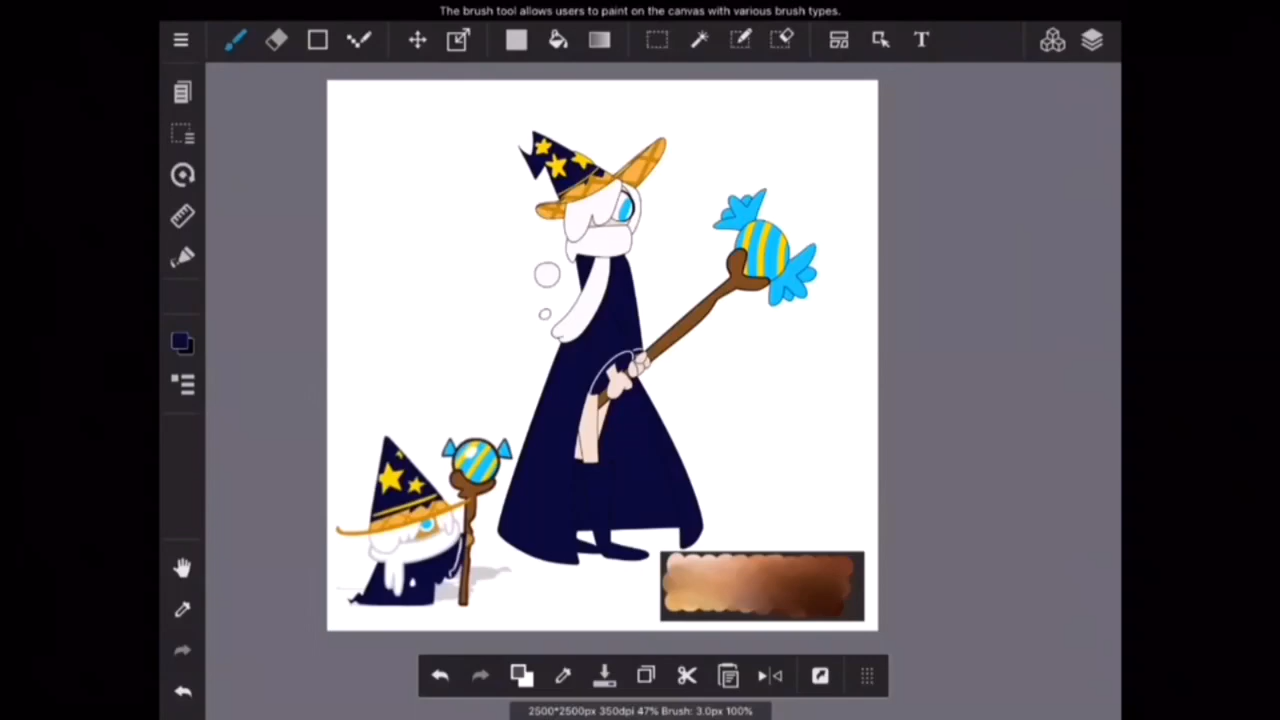 The brush tool allows users to paint on the canvas with various brush types.
T
2500*2500px 350dpi 47% Brush: 3.0px 100%